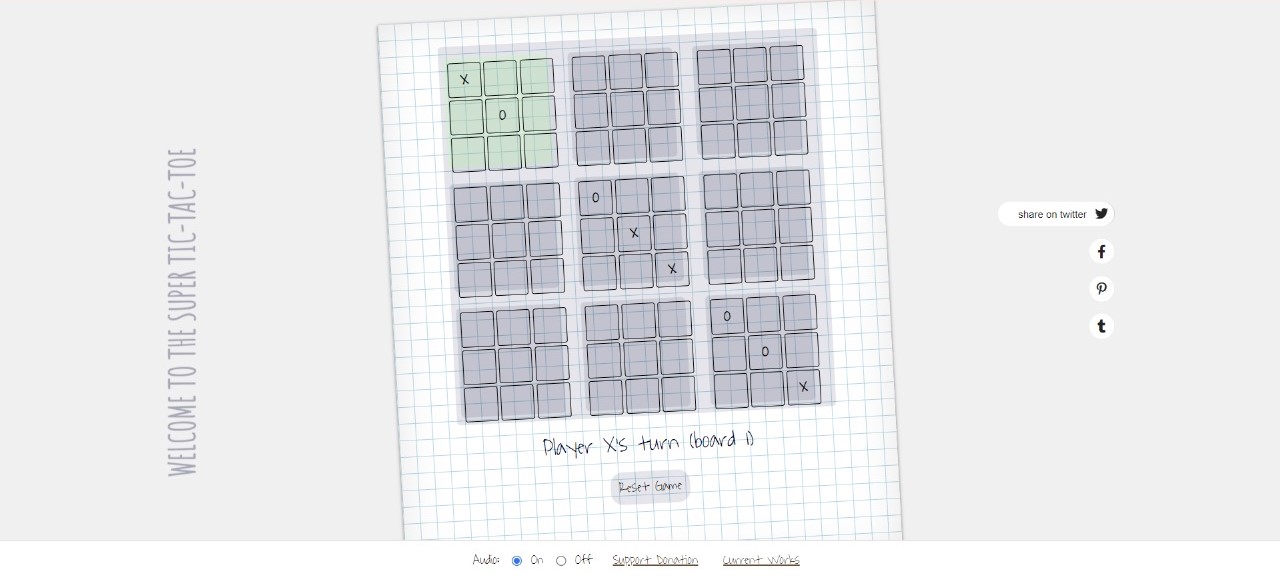 WELCOME TO THE SUPER TIC-TAC-TOE
X
O
O
X
X
O
O
X
Player X's turn (board 1)
Reset Game
share on twitter
Audio: On Off Support Donation Current Works